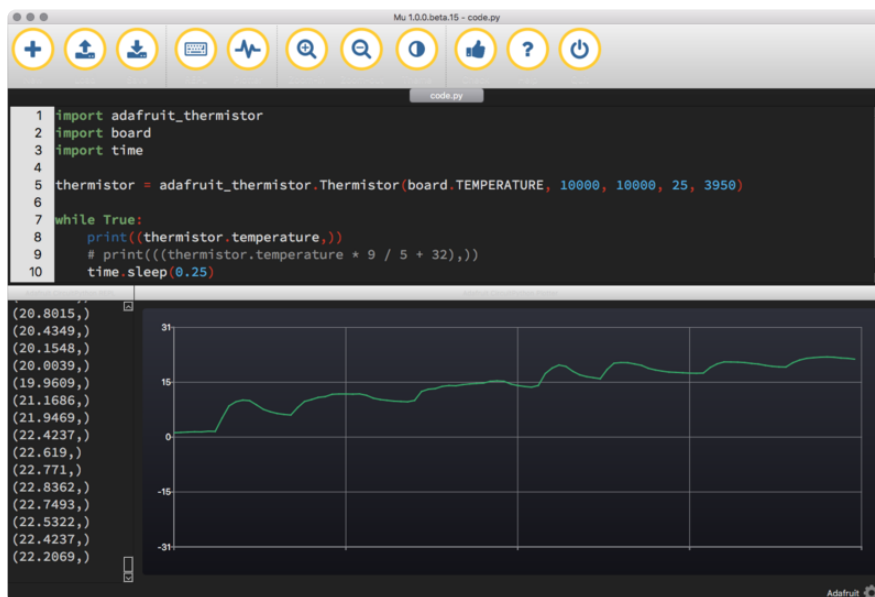 Mu 1.0.0.beta.15 - code.py
code.py
1 import adafruit_thermistor
2 import board
3 import time
4
5 thermistor = adafruit_thermistor.Thermistor(board.TEMPERATURE, 10000, 10000, 25, 3950)
6
7 while True:
8     print((thermistor.temperature,))
9     # print(((thermistor.temperature * 9 / 5 + 32),))
10     time.sleep(0.25)
(20.8015,)
(20.4349,)
(20.1548,)
(20.0039,)
(19.9609,)
(21.1686,)
(21.9469,)
(22.4237,)
(22.619,)
(22.771,)
(22.8362,)
(22.7493,)
(22.5322,)
(22.4237,)
(22.2069,)
31
15
0
-15
-31
Adafruit